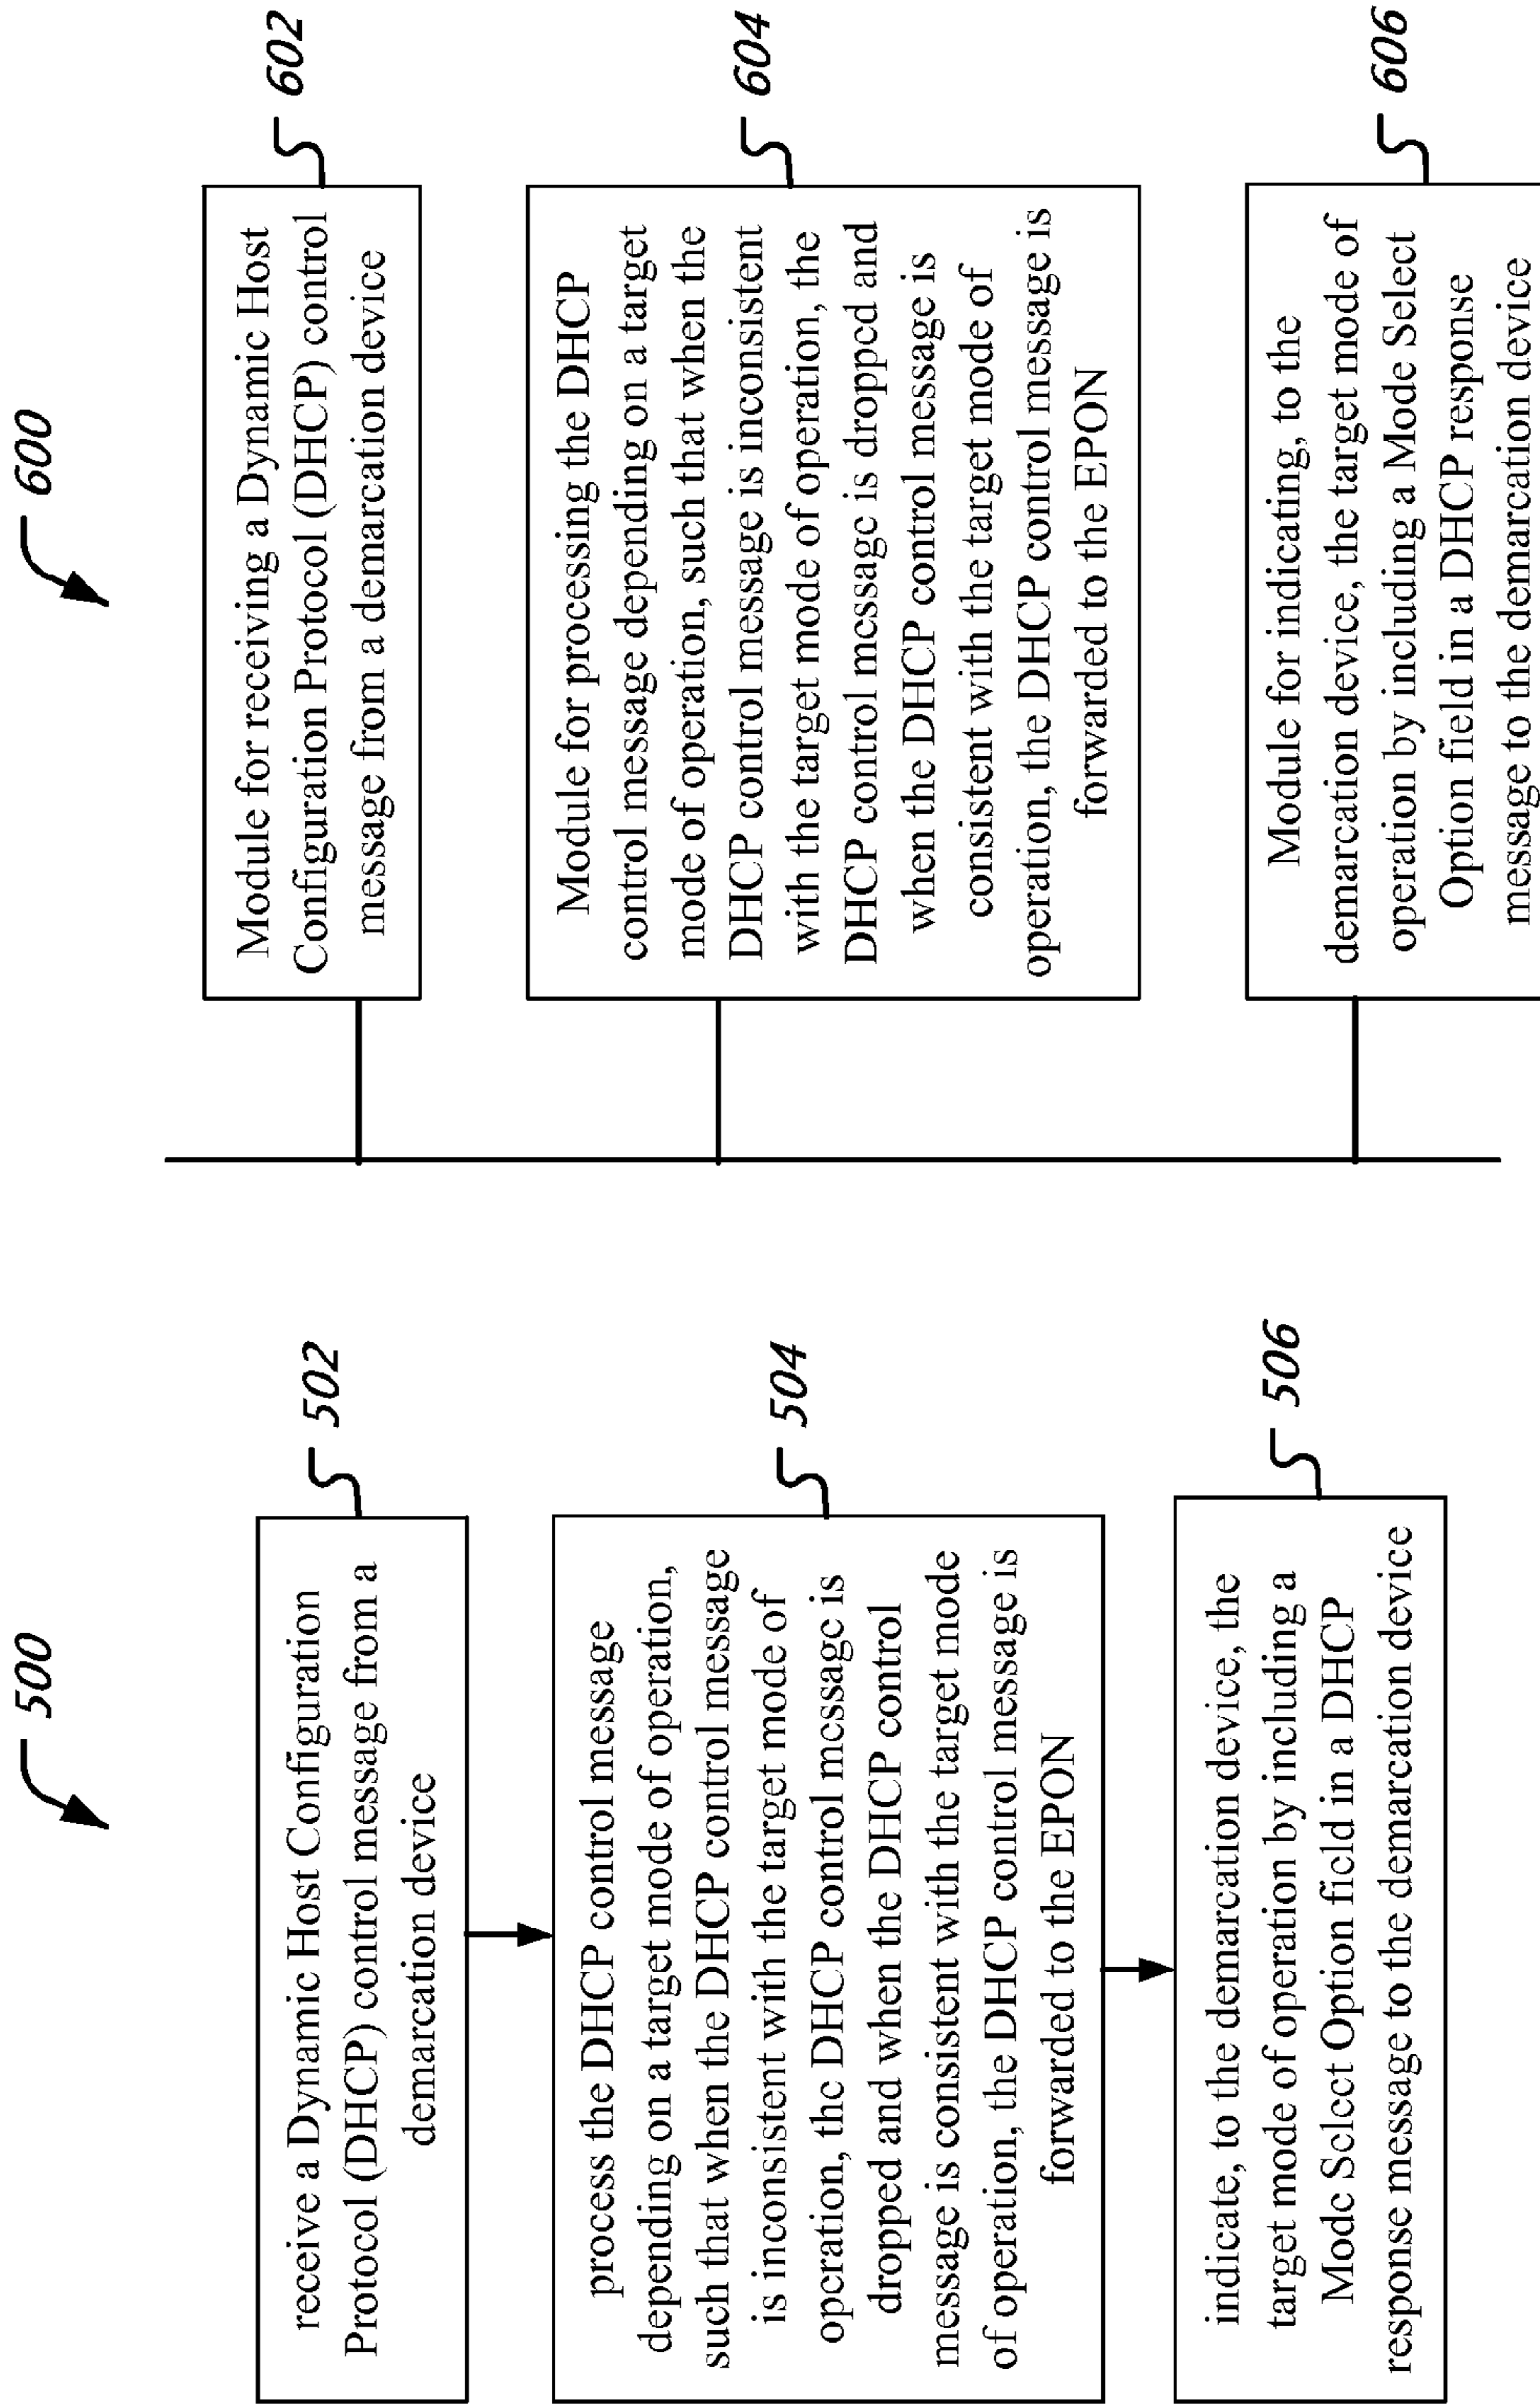 500
receive a Dynamic Host Configuration
Protocol (DHCP) control message from a
demarcation device
502
process the DHCP control message
depending on a target mode of operation,
such that when the DHCP control message
is inconsistent with the target mode of
operation, the DHCP control message is
dropped and when the DHCP control
message is consistent with the target mode
of operation, the DHCP control message is
forwarded to the EPON
504
indicate, to the demarcation device, the
target mode of operation by including a
Mode Select Option field in a DHCP
response message to the demarcation device
506
600
Module for receiving a Dynamic Host
Configuration Protocol (DHCP) control
message from a demarcation device
602
Module for processing the DHCP
control message depending on a target
mode of operation, such that when the
DHCP control message is inconsistent
with the target mode of operation, the
DHCP control message is dropped and
when the DHCP control message is
consistent with the target mode of
operation, the DHCP control message is
forwarded to the EPON
604
Module for indicating, to the
demarcation device, the target mode of
operation by including a Mode Select
Option field in a DHCP response
message to the demarcation device
606